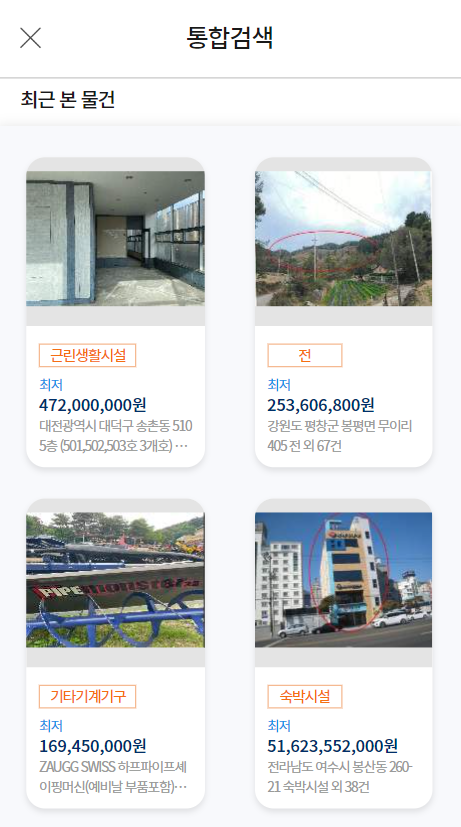 통합검색
최근 본 물건
근린생활시설
최저
472,000,000원
대전광역시 대덕구 송촌동 510
5층 (501,502,503호 3개호) …
전
최저
253,606,800원
강원도 평창군 봉평면 무이리
405 전 외 67건
PIPE MONSTER
기타기계기구
최저
169,450,000원
ZAUGG SWISS 하프파이프셰
이핑머신(예비날 부품포함)…
숙박시설
최저
51,623,552,000원
전라남도 여수시 봉산동 260-
21 숙박시설 외 38건